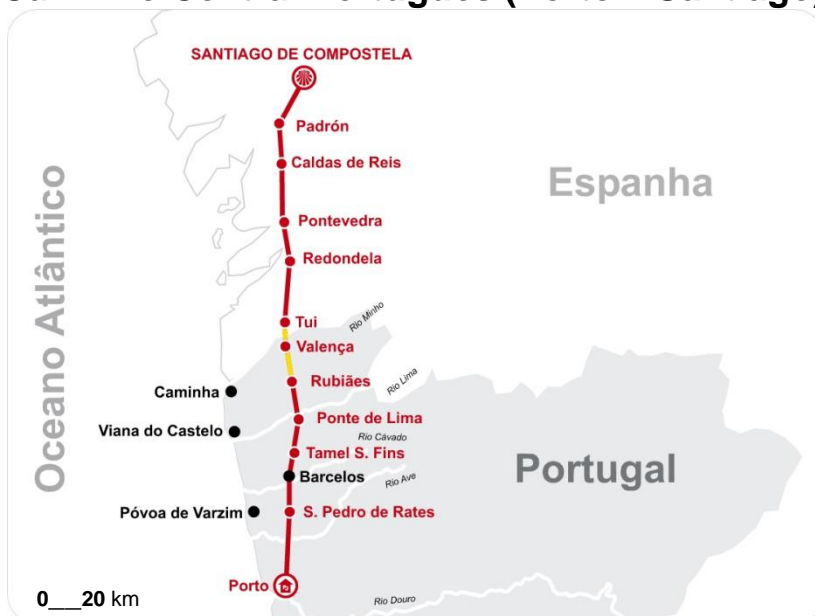 SANTIAGO DE COMPOSTELA
Padrón
Caldas de Reis
Espanha
Oceano Atlântico
Pontevedra
Redondela
Rio Minho
Tui
Valença
Rio Lima
Rubiães
Caminha
Ponte de Lima
Viana do Castelo
Rio Cávado
Tamel S. Fins
Portugal
Barcelos
Rio Ave
Póvoa de Varzim
S. Pedro de Rates
Porto
Rio Douro
0__20 km